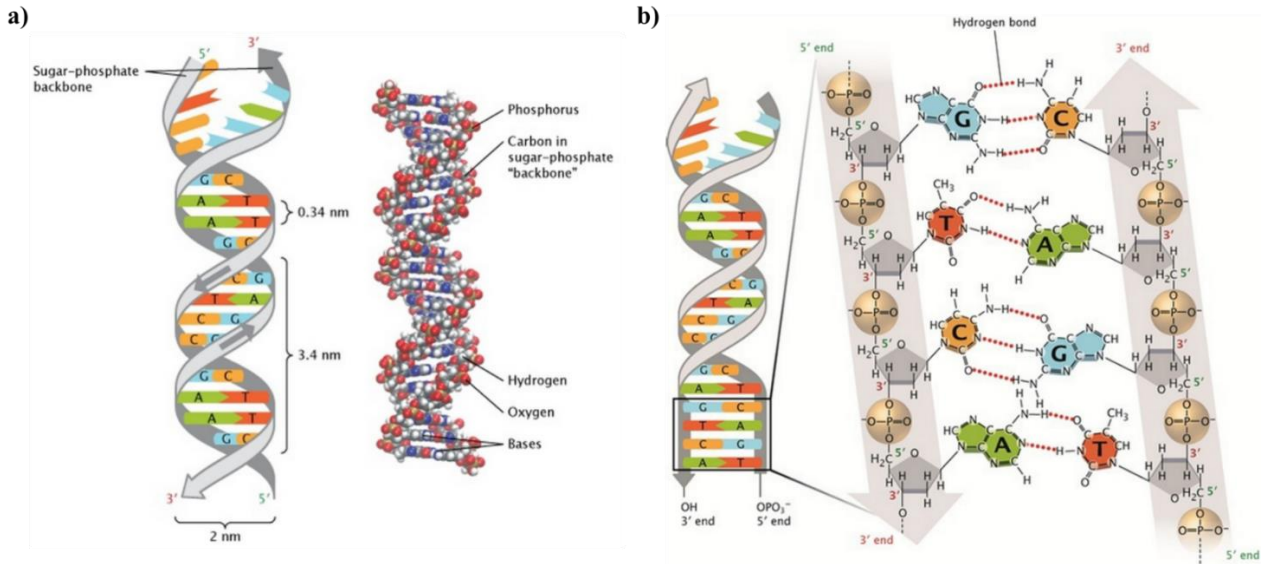 a)
5′
3′
Sugar-phosphate
backbone
G C
A T
A T
G C
C G
T A
C G
C G
G C
A T
A T
G C
0.34 nm
3.4 nm
3′
5′
2 nm
Phosphorus
Carbon in
sugar-phosphate
“backbone”
Hydrogen
Oxygen
Bases
b)
Hydrogen bond
5′ end
3′ end
G C
A T
A T
G C
C G
T A
C G
C G
G C
A T
G C
T A
C G
A T
OH
3′ end
OPO₃⁻
5′ end
G
C
T
A
C
G
A
T
CH₃
CH₃
3′ end
5′ end